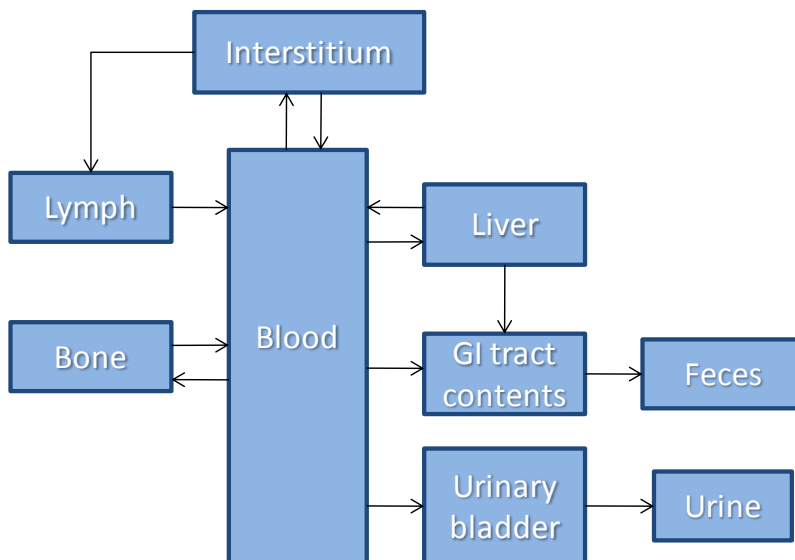 Interstitium
Lymph
Liver
Bone
Blood
GI tract
contents
Feces
Urinary
bladder
Urine